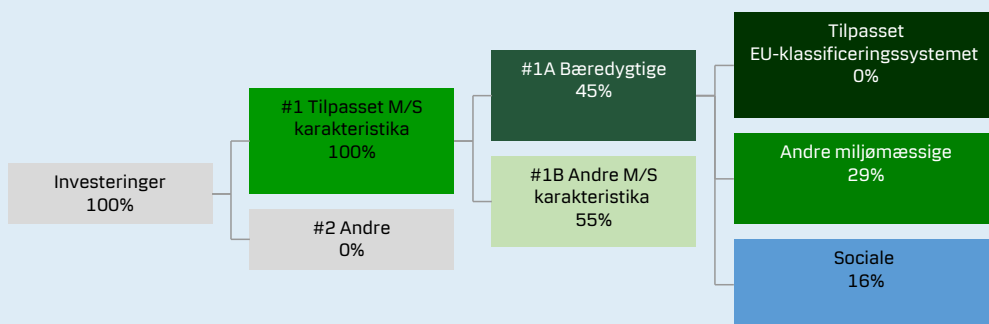 Investeringer
100%
#1 Tilpasset M/S
karakteristika
100%
#2 Andre
0%
#1A Bæredygtige
45%
#1B Andre M/S
karakteristika
55%
Tilpasset
EU-klassificeringssystemet
0%
Andre miljømæssige
29%
Sociale
16%